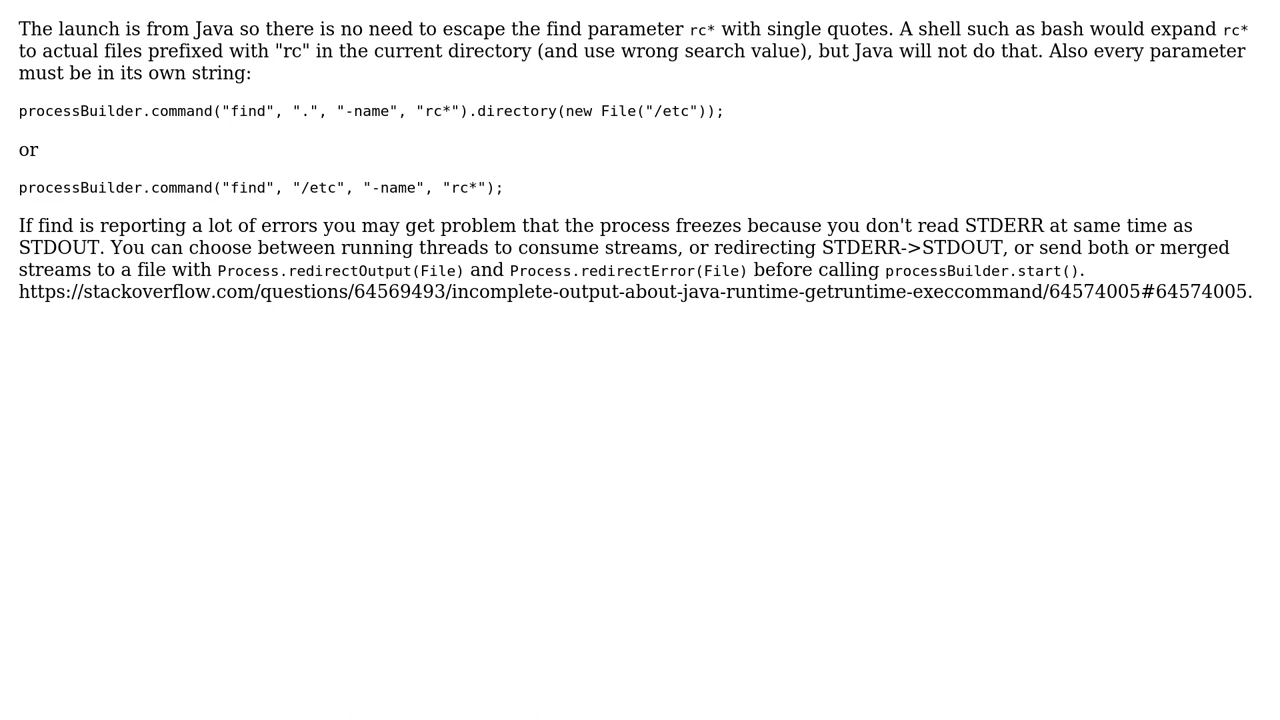 The launch is from Java so there is no need to escape the find parameter rc* with single quotes. A shell such as bash would expand rc*
to actual files prefixed with "rc" in the current directory (and use wrong search value), but Java will not do that. Also every parameter
must be in its own string:
processBuilder.command("find", ".", "-name", "rc*").directory(new File("/etc"));
or
processBuilder.command("find", "/etc", "-name", "rc*");
If find is reporting a lot of errors you may get problem that the process freezes because you don't read STDERR at same time as
STDOUT. You can choose between running threads to consume streams, or redirecting STDERR->STDOUT, or send both or merged
streams to a file with Process.redirectOutput(File) and Process.redirectError(File) before calling processBuilder.start().
https://stackoverflow.com/questions/64569493/incomplete-output-about-java-runtime-getruntime-execcommand/64574005#64574005.